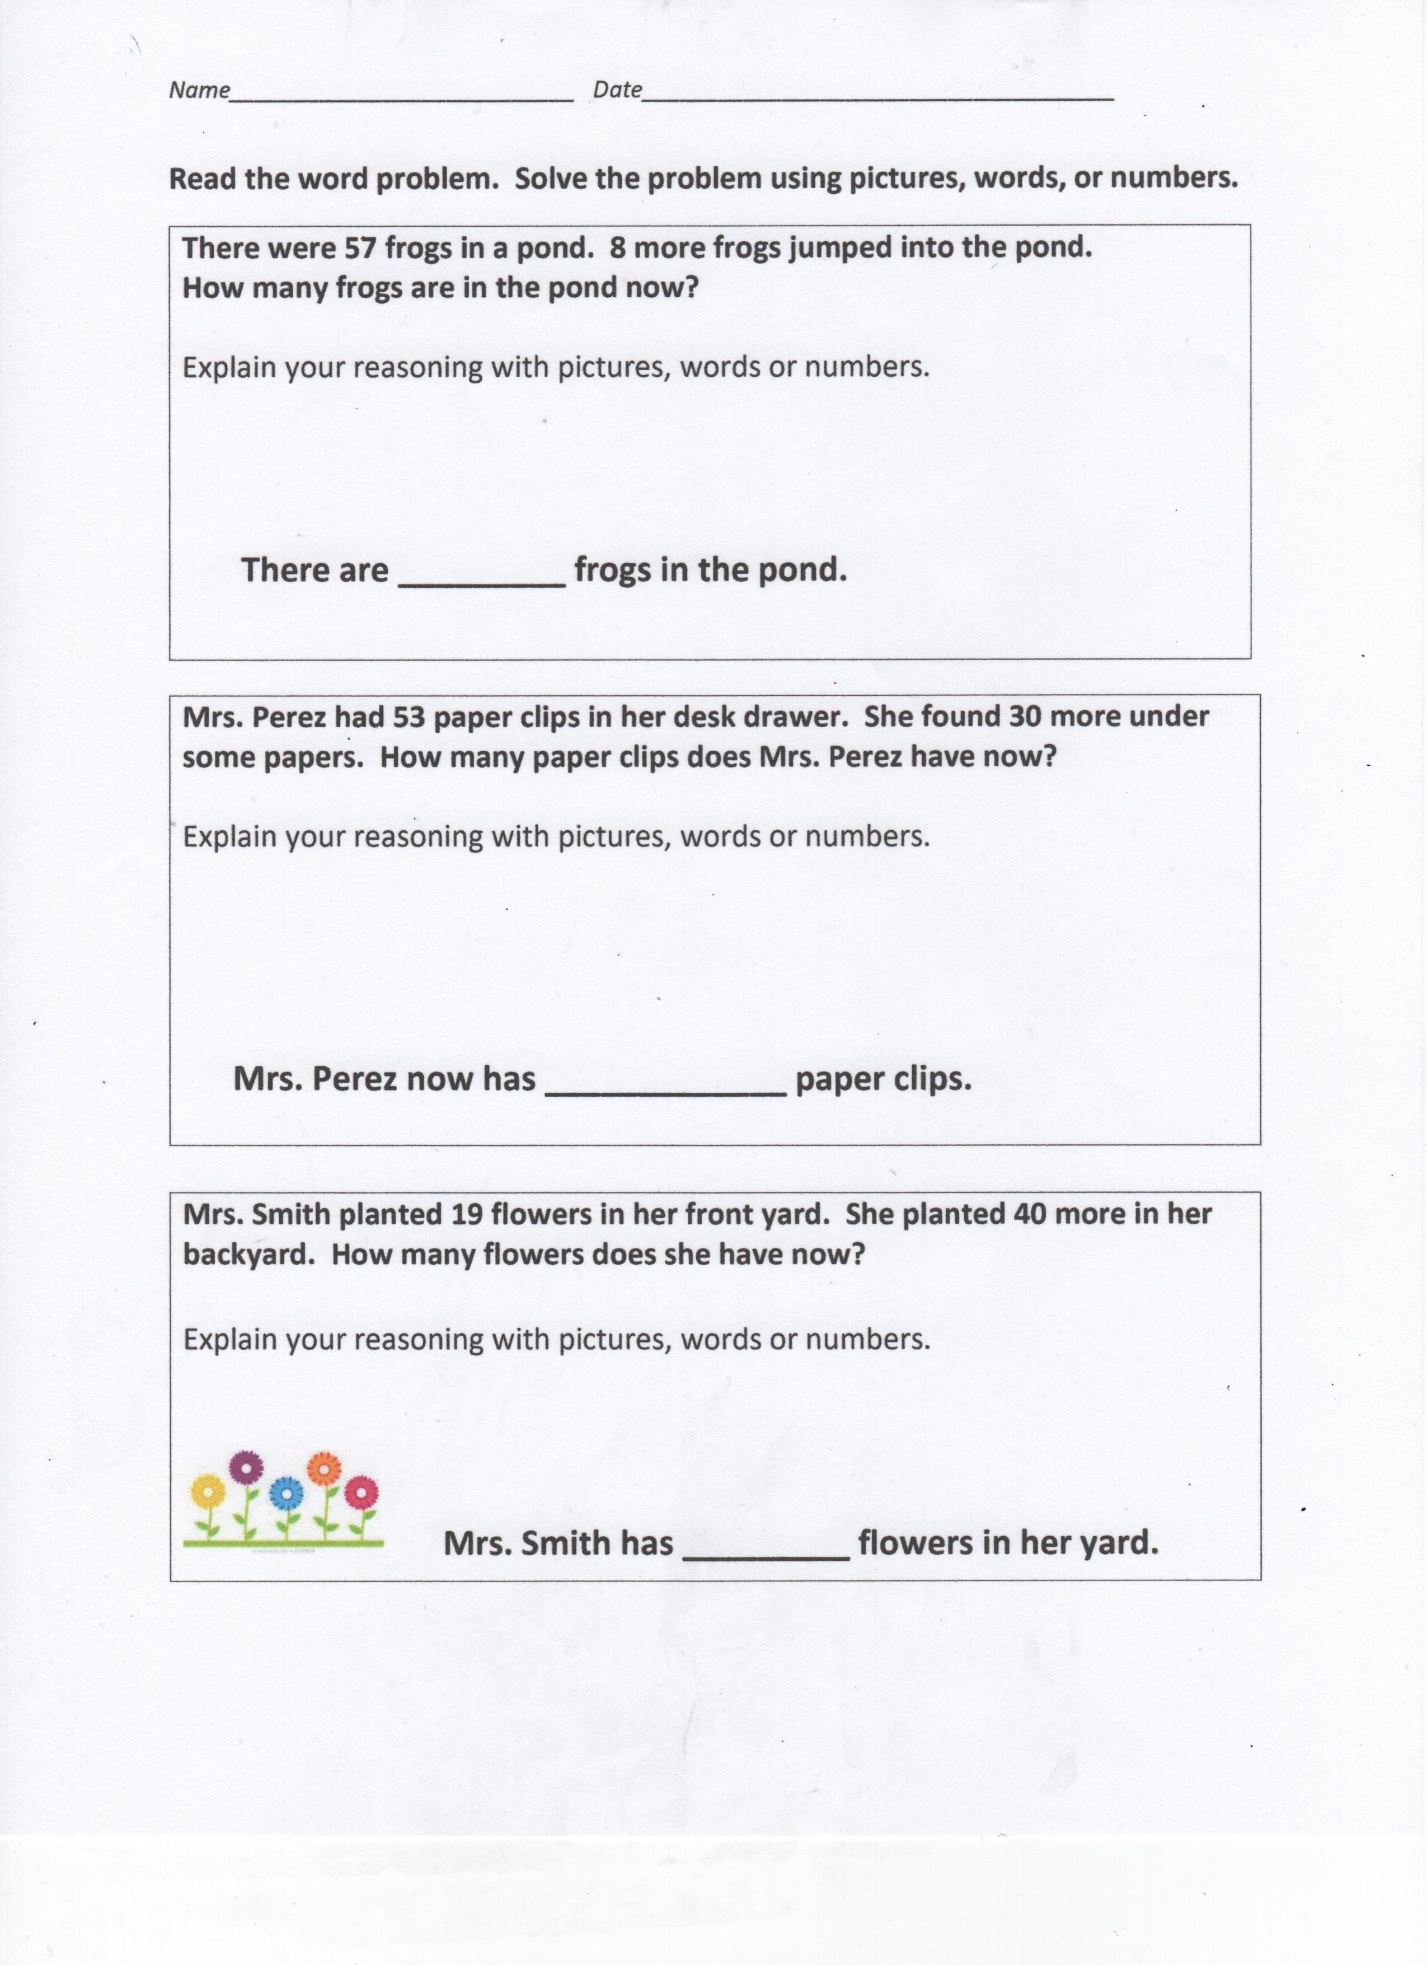 Name_________________________ Date__________________________________
Read the word problem.  Solve the problem using pictures, words, or numbers.
There were 57 frogs in a pond.  8 more frogs jumped into the pond.
How many frogs are in the pond now?
Explain your reasoning with pictures, words or numbers.
There are _________ frogs in the pond.
Mrs. Perez had 53 paper clips in her desk drawer.  She found 30 more under
some papers.  How many paper clips does Mrs. Perez have now?
Explain your reasoning with pictures, words or numbers.
Mrs. Perez now has _____________ paper clips.
Mrs. Smith planted 19 flowers in her front yard.  She planted 40 more in her
backyard.  How many flowers does she have now?
Explain your reasoning with pictures, words or numbers.
Mrs. Smith has _________ flowers in her yard.